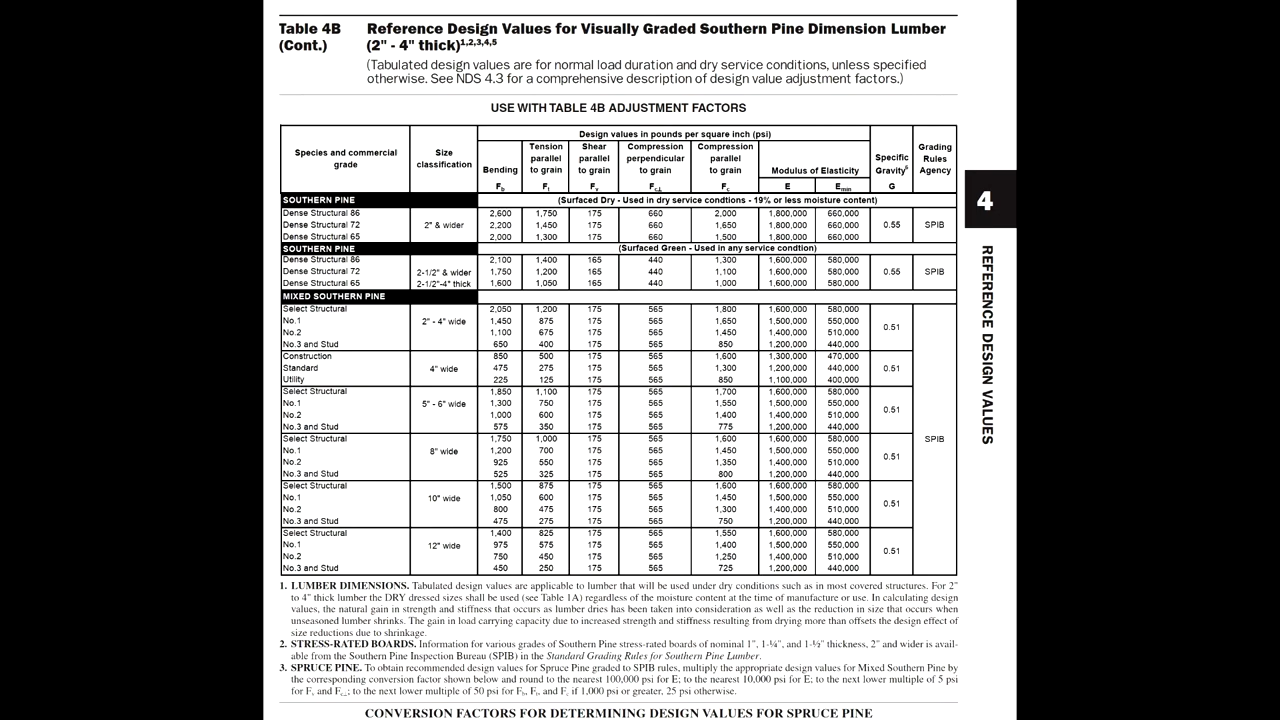 Table 4B Reference Design Values for Visually Graded Southern Pine Dimension Lumber
(Cont.) (2" - 4" thick)1,2,3,4,5
(Tabulated design values are for normal load duration and dry service conditions, unless specified
otherwise. See NDS 4.3 for a comprehensive description of design value adjustment factors.)
USE WITH TABLE 4B ADJUSTMENT FACTORS
Design values in pounds per square inch (psi)
Species and commercial grade
Size classification
Bending Fb
Tension parallel to grain Ft
Shear parallel to grain Fv
Compression perpendicular to grain Fc⊥
Compression parallel to grain Fc
Modulus of Elasticity
E Emin
Specific Gravity5 G
Grading Rules Agency
SOUTHERN PINE (Surfaced Dry - Used in dry service condtions - 19% or less moisture content)
Dense Structural 86 2,600 1,750 175 660 2,000 1,800,000 660,000
Dense Structural 72 2" & wider 2,200 1,450 175 660 1,650 1,800,000 660,000 0.55 SPIB
Dense Structural 65 2,000 1,300 175 660 1,500 1,800,000 660,000
SOUTHERN PINE (Surfaced Green - Used in any service condtion)
Dense Structural 86 2,100 1,400 165 440 1,300 1,600,000 580,000
Dense Structural 72 2-1/2" & wider 1,750 1,200 165 440 1,100 1,600,000 580,000 0.55 SPIB
Dense Structural 65 2-1/2"-4" thick 1,600 1,050 165 440 1,000 1,600,000 580,000
MIXED SOUTHERN PINE
Select Structural 2,050 1,200 175 565 1,800 1,600,000 580,000
No.1 2" - 4" wide 1,450 875 175 565 1,650 1,500,000 550,000 0.51
No.2 1,100 675 175 565 1,450 1,400,000 510,000
No.3 and Stud 650 400 175 565 850 1,200,000 440,000
Construction 850 500 175 565 1,600 1,300,000 470,000
Standard 4" wide 475 275 175 565 1,300 1,200,000 440,000 0.51
Utility 225 125 175 565 850 1,100,000 400,000
Select Structural 1,850 1,100 175 565 1,700 1,600,000 580,000
No.1 5" - 6" wide 1,300 750 175 565 1,550 1,500,000 550,000 0.51
No.2 1,000 600 175 565 1,400 1,400,000 510,000
No.3 and Stud 575 350 175 565 775 1,200,000 440,000
Select Structural 1,750 1,000 175 565 1,600 1,600,000 580,000 SPIB
No.1 8" wide 1,200 700 175 565 1,450 1,500,000 550,000 0.51
No.2 925 550 175 565 1,350 1,400,000 510,000
No.3 and Stud 525 325 175 565 800 1,200,000 440,000
Select Structural 1,500 875 175 565 1,600 1,600,000 580,000
No.1 10" wide 1,050 600 175 565 1,450 1,500,000 550,000 0.51
No.2 800 475 175 565 1,300 1,400,000 510,000
No.3 and Stud 475 275 175 565 750 1,200,000 440,000
Select Structural 1,400 825 175 565 1,550 1,600,000 580,000
No.1 12" wide 975 575 175 565 1,400 1,500,000 550,000 0.51
No.2 750 450 175 565 1,250 1,400,000 510,000
No.3 and Stud 450 250 175 565 725 1,200,000 440,000
1. LUMBER DIMENSIONS. Tabulated design values are applicable to lumber that will be used under dry conditions such as in most covered structures. For 2"
to 4" thick lumber the DRY dressed sizes shall be used (see Table 1A) regardless of the moisture content at the time of manufacture or use. In calculating design
values, the natural gain in strength and stiffness that occurs as lumber dries has been taken into consideration as well as the reduction in size that occurs when
unseasoned lumber shrinks. The gain in load carrying capacity due to increased strength and stiffness resulting from drying more than offsets the design effect of
size reductions due to shrinkage.
2. STRESS-RATED BOARDS. Information for various grades of Southern Pine stress-rated boards of nominal 1", 1-¼", and 1-½" thickness, 2" and wider is avail-
able from the Southern Pine Inspection Bureau (SPIB) in the Standard Grading Rules for Southern Pine Lumber.
3. SPRUCE PINE. To obtain recommended design values for Spruce Pine graded to SPIB rules, multiply the appropriate design values for Mixed Southern Pine by
the corresponding conversion factor shown below and round to the nearest 100,000 psi for E; to the nearest 10,000 psi for E; to the next lower multiple of 5 psi
for Fv and Fc⊥; to the next lower multiple of 50 psi for Fb, Ft, and Fc if 1,000 psi or greater, 25 psi otherwise.
CONVERSION FACTORS FOR DETERMINING DESIGN VALUES FOR SPRUCE PINE
4
REFERENCE DESIGN VALUES